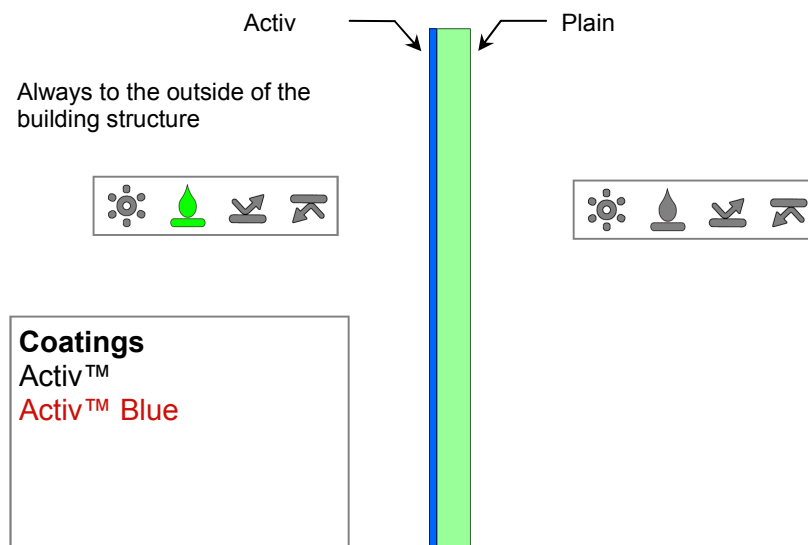 Activ
Plain
Always to the outside of the
building structure
Coatings
Activ™
Activ™ Blue